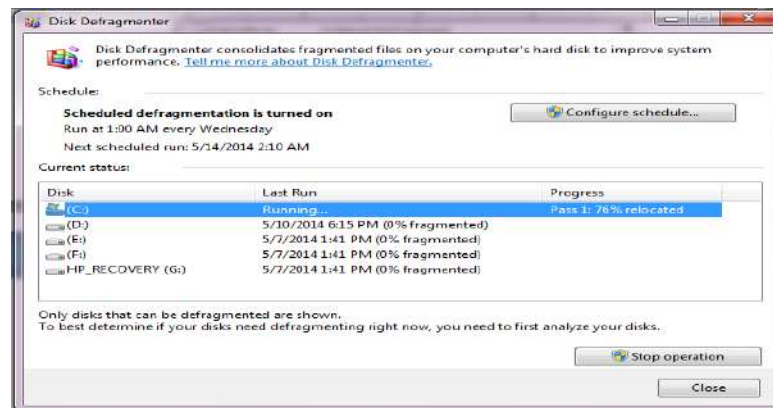 Disk Defragmenter
Disk Defragmenter consolidates fragmented files on your computer's hard disk to improve system
performance. Tell me more about Disk Defragmenter.
Schedule:
Scheduled defragmentation is turned on
Configure schedule...
Run at 1:00 AM every Wednesday
Next scheduled run: 5/14/2014 2:10 AM
Current status:
Disk Last Run Progress
(C:) Running... Pass 1: 76% relocated
(D:) 5/10/2014 6:15 PM (0% fragmented)
(E:) 5/7/2014 1:41 PM (0% fragmented)
(F:) 5/7/2014 1:41 PM (0% fragmented)
HP_RECOVERY (G:) 5/7/2014 1:41 PM (0% fragmented)
Only disks that can be defragmented are shown.
To best determine if your disks need defragmenting right now, you need to first analyze your disks.
Stop operation
Close